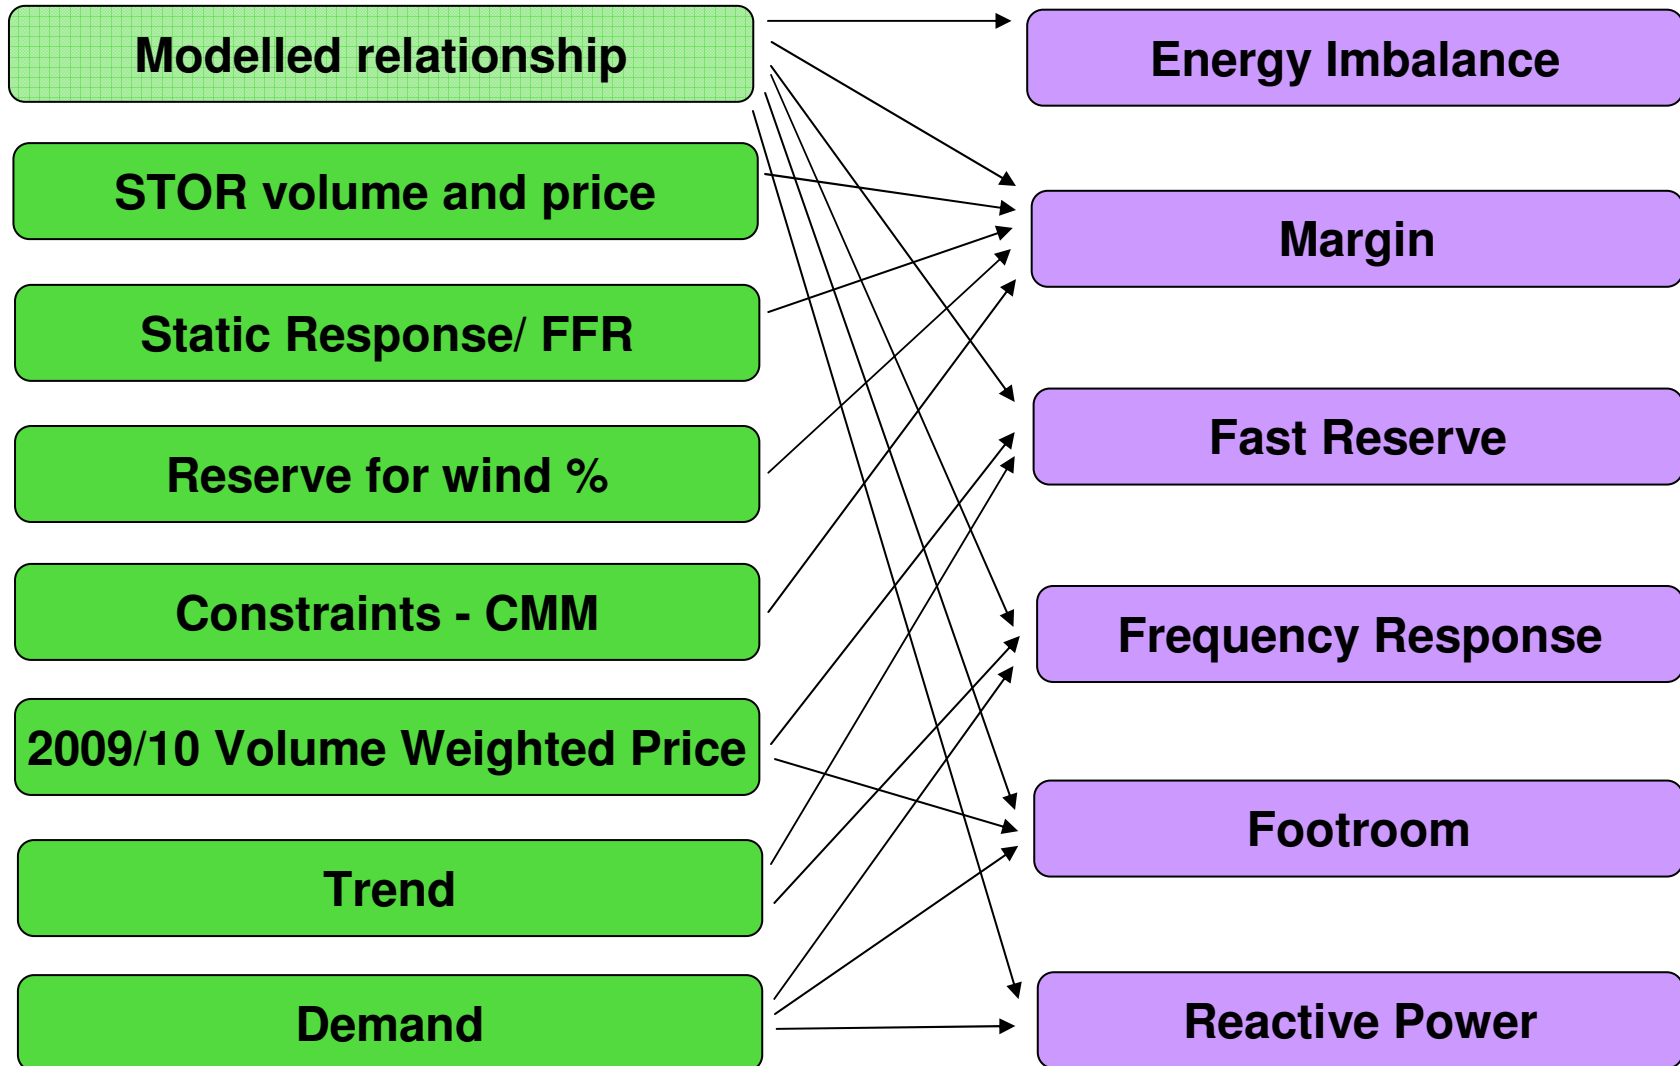 Modelled relationship
STOR volume and price
Static Response/ FFR
Reserve for wind %
Constraints - CMM
2009/10 Volume Weighted Price
Trend
Demand
Energy Imbalance
Margin
Fast Reserve
Frequency Response
Footroom
Reactive Power